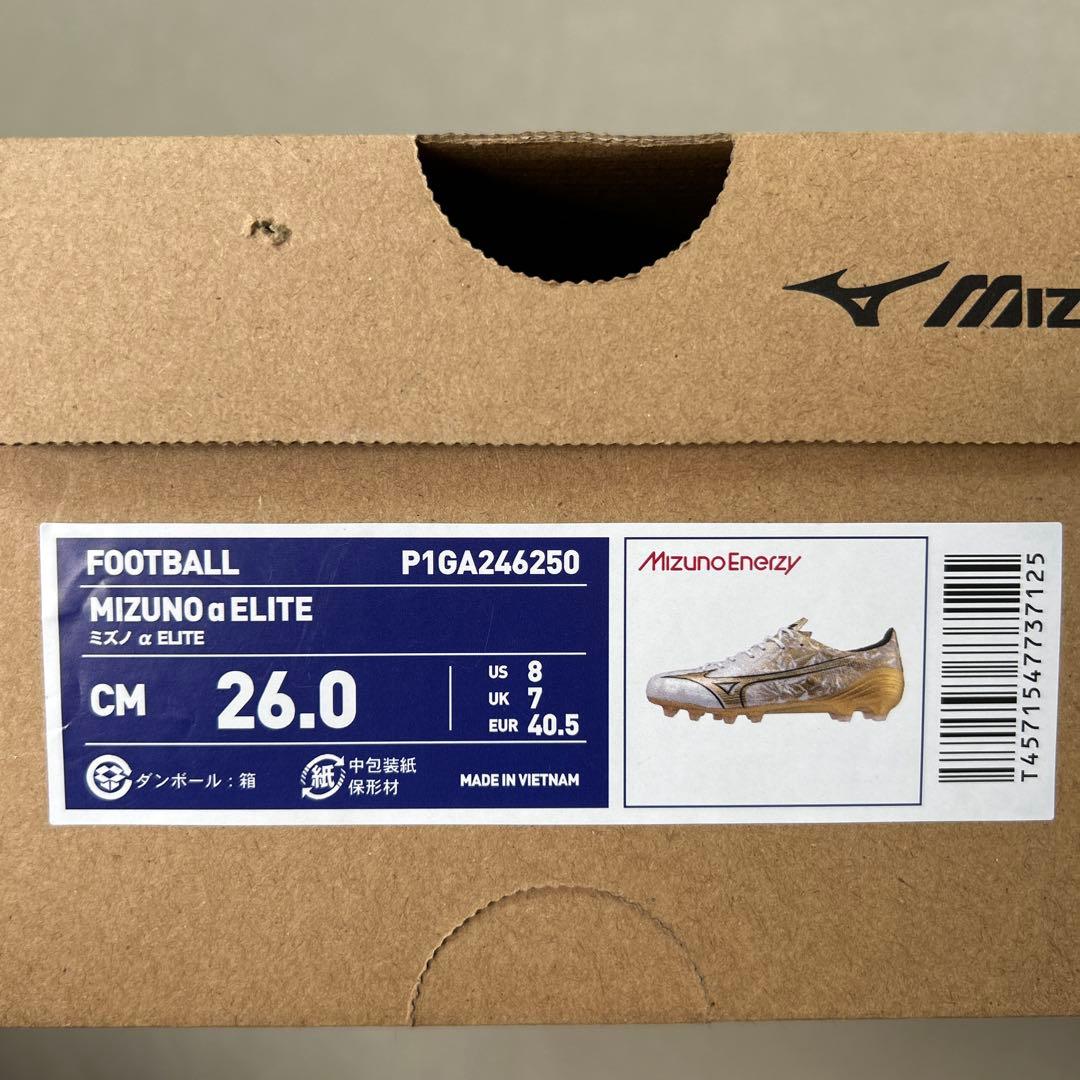 MIZ
FOOTBALL P1GA246250
MIZUNO α ELITE
ミズノ α ELITE
CM 26.0
US 8
UK 7
EUR 40.5
ダンボール：箱
紙 中包装紙
保形材
MADE IN VIETNAM
MizunoEnerzy
T4571547737125